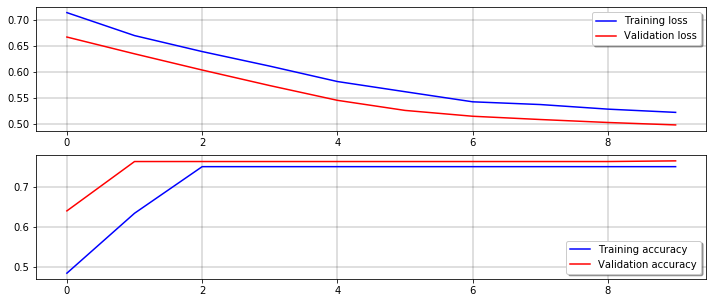 0.70
0.65
0.60
0.55
0.50
Training loss
Validation loss
0 2 4 6 8
0.7
0.6
0.5
Training accuracy
Validation accuracy
0 2 4 6 8